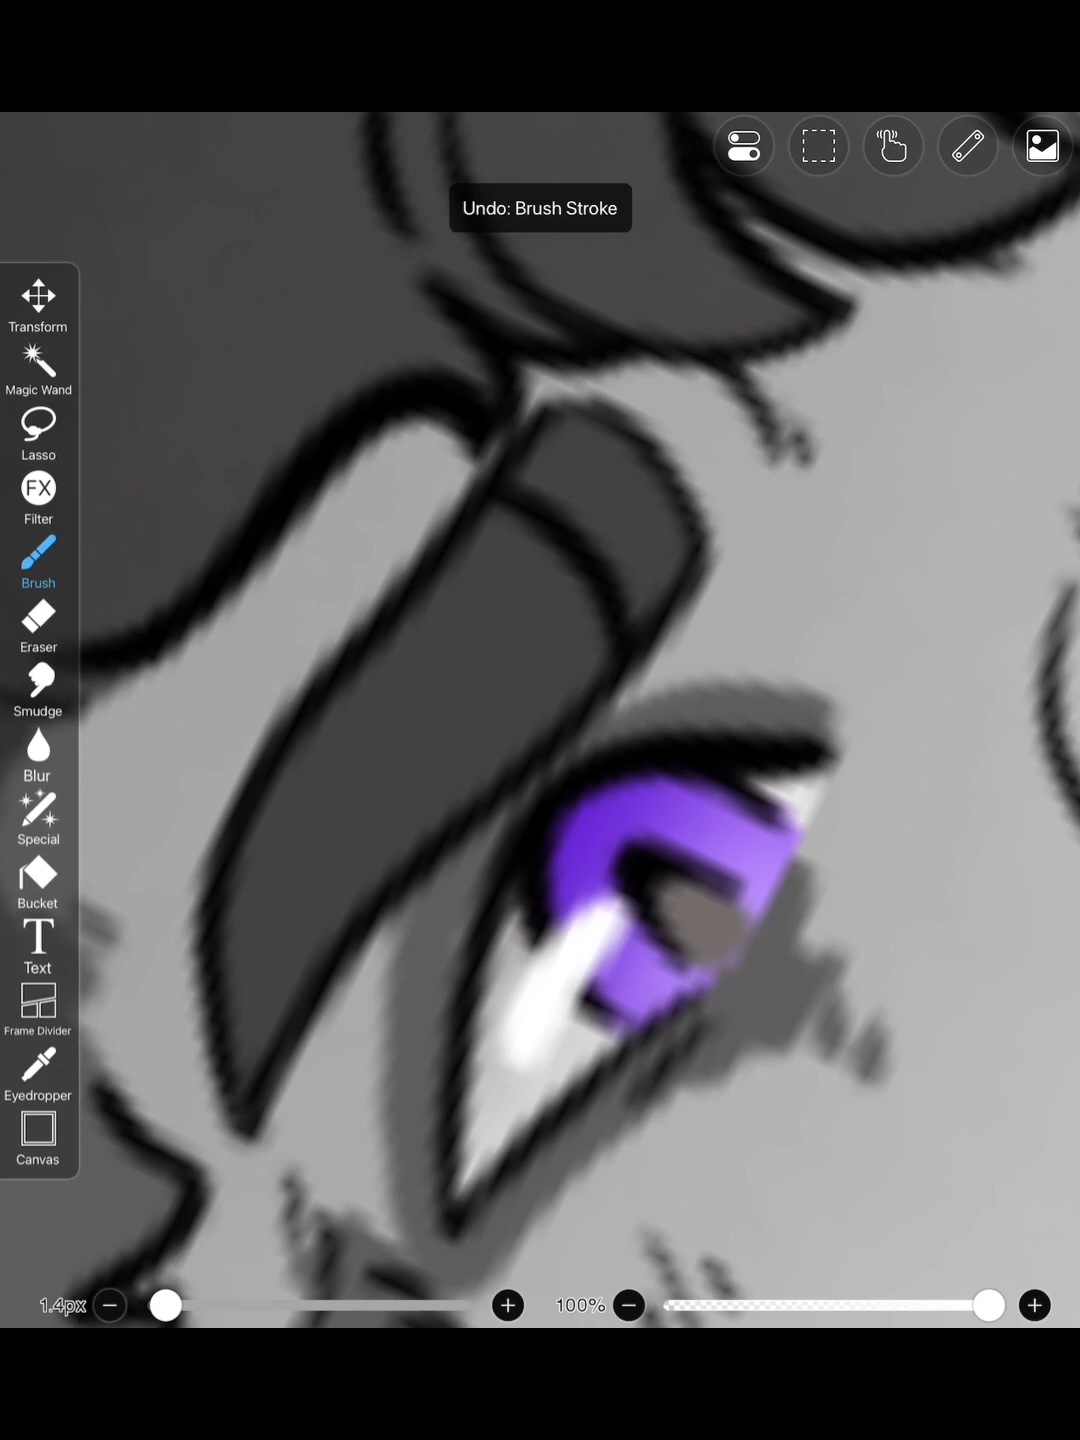 Undo: Brush Stroke
Transform
Magic Wand
Lasso
FX
Filter
Brush
Eraser
Smudge
Blur
Special
Bucket
T
Text
Frame Divider
Eyedropper
Canvas
1.4px
100%